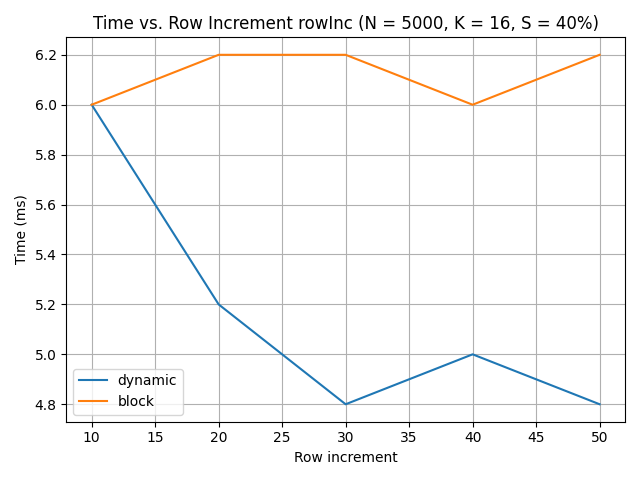 Time vs. Row Increment rowInc (N = 5000, K = 16, S = 40%)
6.2
6.0
5.8
5.6
5.4
5.2
5.0
4.8
Time (ms)
dynamic
block
10 15 20 25 30 35 40 45 50
Row increment